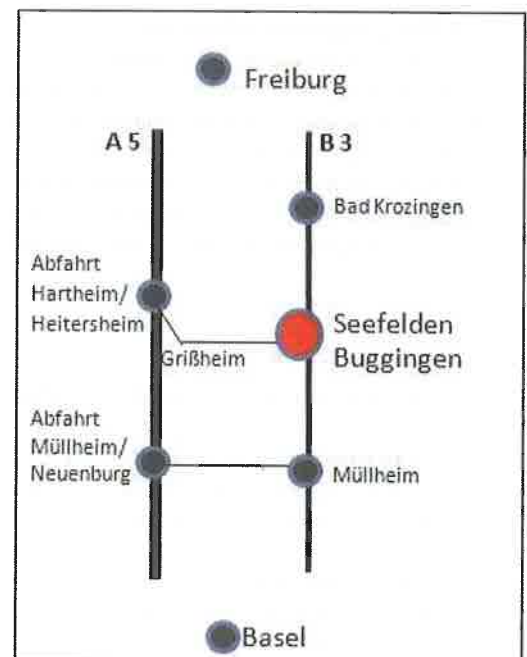 Freiburg
A 5
B 3
Bad Krozingen
Abfahrt
Hartheim/
Heitersheim
Seefelden
Buggingen
Grißheim
Abfahrt
Müllheim/
Neuenburg
Müllheim
Basel